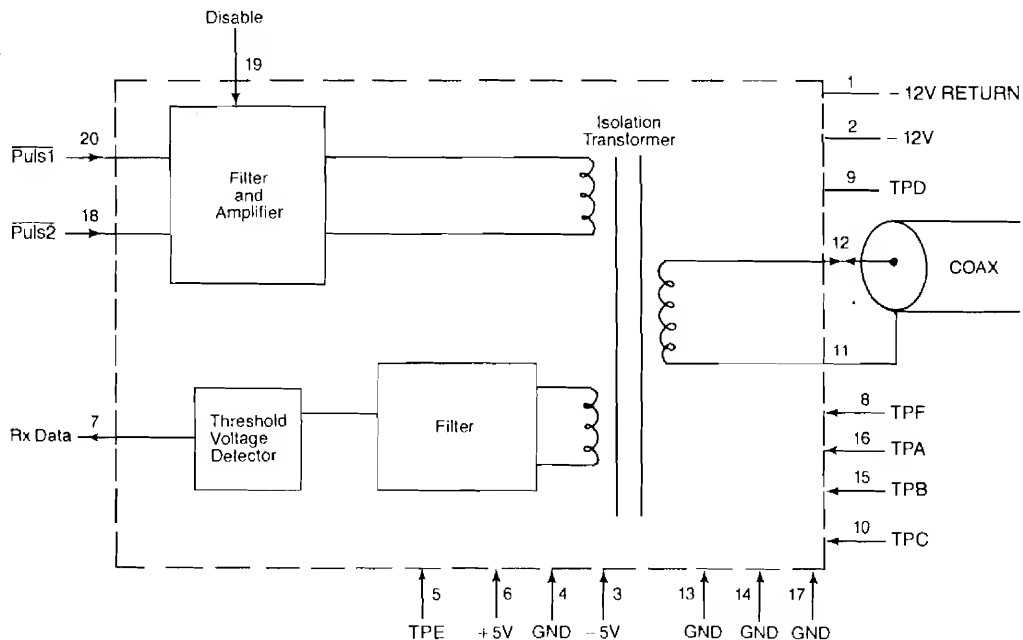 Disable
19
1
– 12V RETURN
2
– 12V
Isolation
Transformer
20
Puls1
Filter
and
Amplifier
9
TPD
18
Puls2
12
COAX
11
7
Rx Data
Threshold
Voltage
Detector
Filter
8
TPF
16
TPA
15
TPB
10
TPC
5
6
4
3
13
14
17
TPE
+ 5V
GND
– 5V
GND
GND
GND